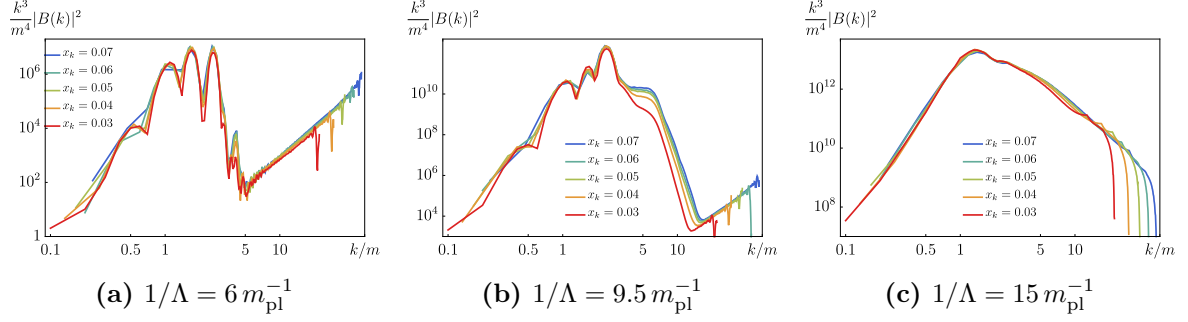 k³/m⁴ |B(k)|²
10⁶
10⁴
10²
1
x_k = 0.07
x_k = 0.06
x_k = 0.05
x_k = 0.04
x_k = 0.03
0.1 0.5 1 5 10 k/m
(a) 1/Λ = 6 m_pl⁻¹
k³/m⁴ |B(k)|²
10¹⁰
10⁸
10⁶
10⁴
x_k = 0.07
x_k = 0.06
x_k = 0.05
x_k = 0.04
x_k = 0.03
0.1 0.5 1 5 10 k/m
(b) 1/Λ = 9.5 m_pl⁻¹
k³/m⁴ |B(k)|²
10¹⁴
10¹²
10¹⁰
10⁸
x_k = 0.07
x_k = 0.06
x_k = 0.05
x_k = 0.04
x_k = 0.03
0.1 0.5 1 5 10 k/m
(c) 1/Λ = 15 m_pl⁻¹